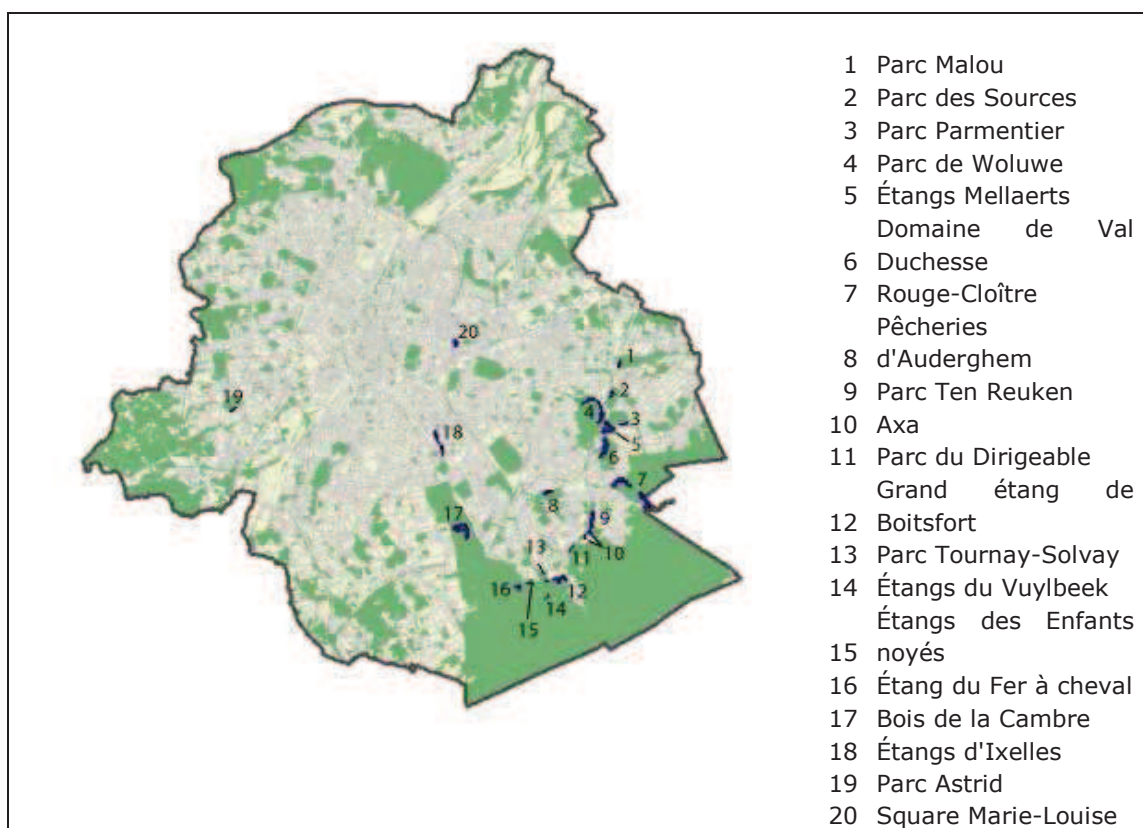 1 Parc Malou
2 Parc des Sources
3 Parc Parmentier
4 Parc de Woluwe
5 Étangs Mellaerts
Domaine de Val
6 Duchesse
7 Rouge-Cloître
Pêcheries
8 d'Auderghem
9 Parc Ten Reuken
10 Axa
11 Parc du Dirigeable
Grand étang de
12 Boitsfort
13 Parc Tournay-Solvay
14 Étangs du Vuylbeek
Étangs des Enfants
15 noyés
16 Étang du Fer à cheval
17 Bois de la Cambre
18 Étangs d'Ixelles
19 Parc Astrid
20 Square Marie-Louise
20
1
2
19
4
3
18
5
6
7
8
17
9
13
11
10
16
12
14
15